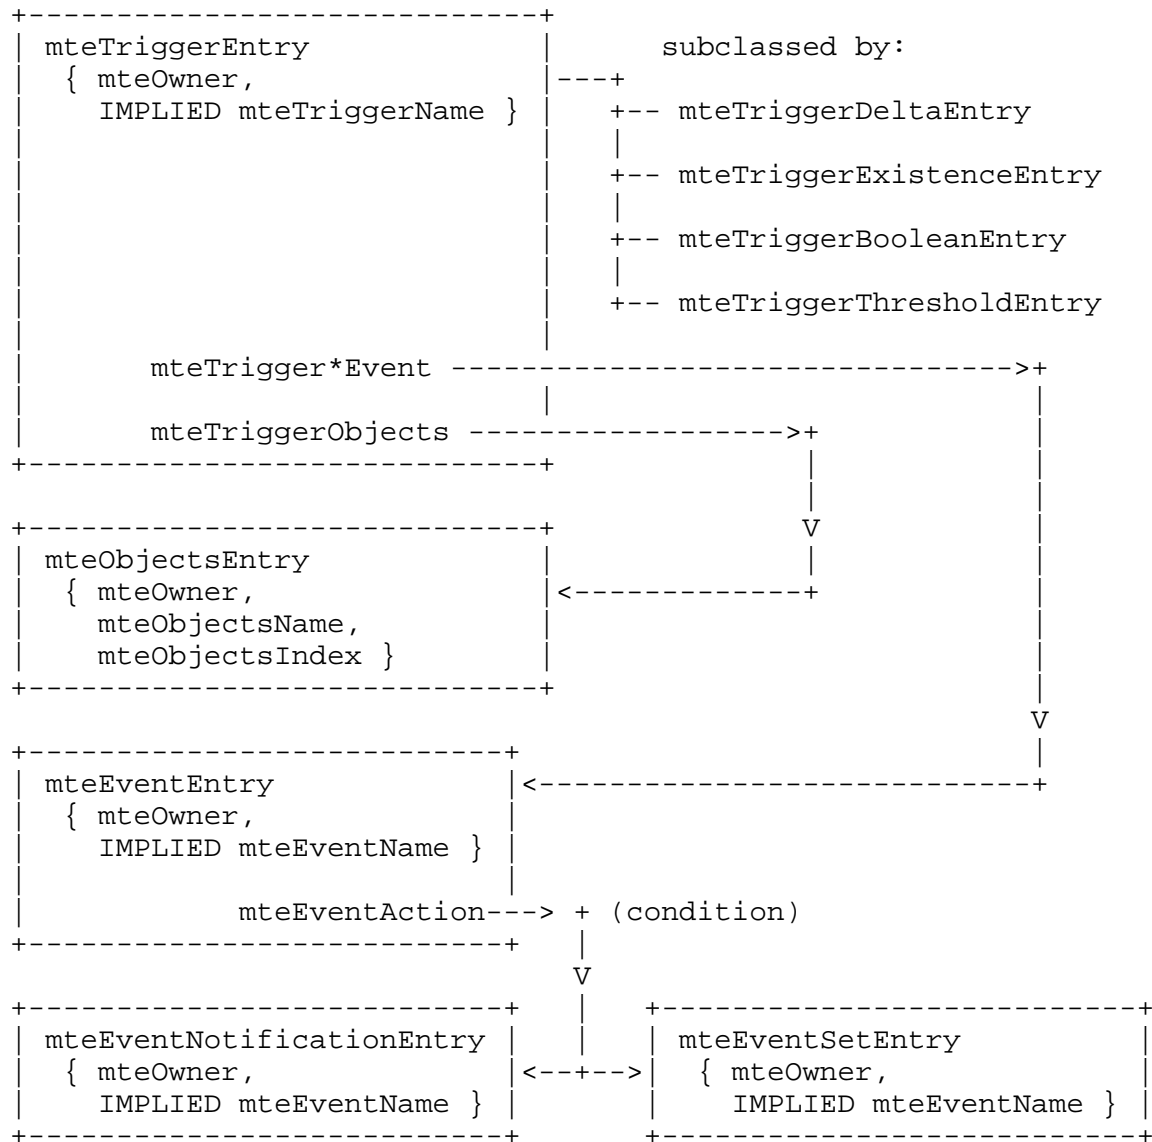 +-----------------------------+
| mteTriggerEntry             |      subclassed by:
|  { mteOwner,                |---+
|    IMPLIED mteTriggerName } |   +-- mteTriggerDeltaEntry
|                             |   |
|                             |   +-- mteTriggerExistenceEntry
|                             |   |
|                             |   +-- mteTriggerBooleanEntry
|                             |   |
|                             |   +-- mteTriggerThresholdEntry
|                             |
|       mteTrigger*Event -------------------------------->+
|                             |                           |
|       mteTriggerObjects ------------------>+            |
+-----------------------------+              |            |
                                             |            |
+-----------------------------+              V            |
| mteObjectsEntry             |              |            |
|  { mteOwner,                |<-------------+            |
|    mteObjectsName,          |                           |
|    mteObjectsIndex }        |                           |
+-----------------------------+                           |
                                                          V
+---------------------------+                             |
| mteEventEntry             |<----------------------------+
|  { mteOwner,              |
|    IMPLIED mteEventName } |
|                           |
|            mteEventAction---> + (condition)
+---------------------------+   |
                                V
+---------------------------+   |   +---------------------------+
| mteEventNotificationEntry |   |   | mteEventSetEntry          |
|  { mteOwner,              |<--+-->|  { mteOwner,              |
|    IMPLIED mteEventName } |       |    IMPLIED mteEventName } |
+---------------------------+       +---------------------------+